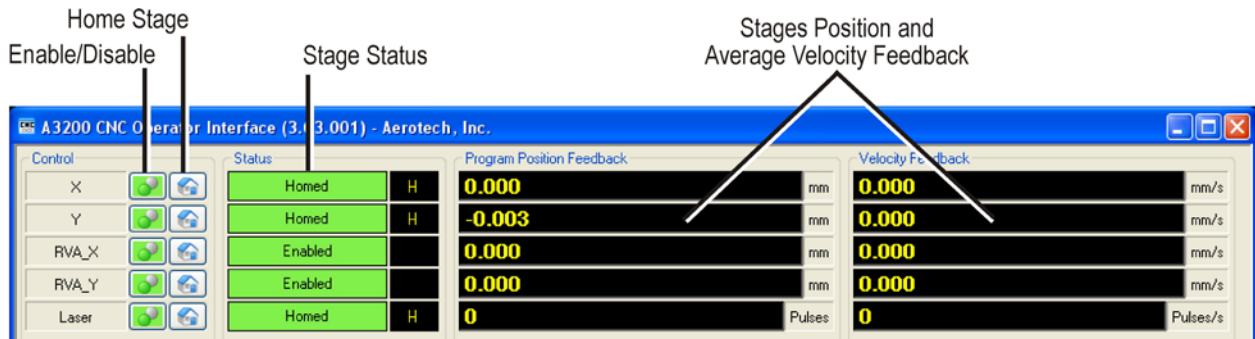 Home Stage
Enable/Disable
Stage Status
Stages Position and
Average Velocity Feedback
A3200 CNC Operator Interface (3.03.001) - Aerotech, Inc.
Control
Status
Program Position Feedback
Velocity Feedback
X Homed H 0.000 mm 0.000 mm/s
Y Homed H -0.003 mm 0.000 mm/s
RVA_X Enabled 0.000 mm 0.000 mm/s
RVA_Y Enabled 0.000 mm 0.000 mm/s
Laser Homed H 0 Pulses 0 Pulses/s